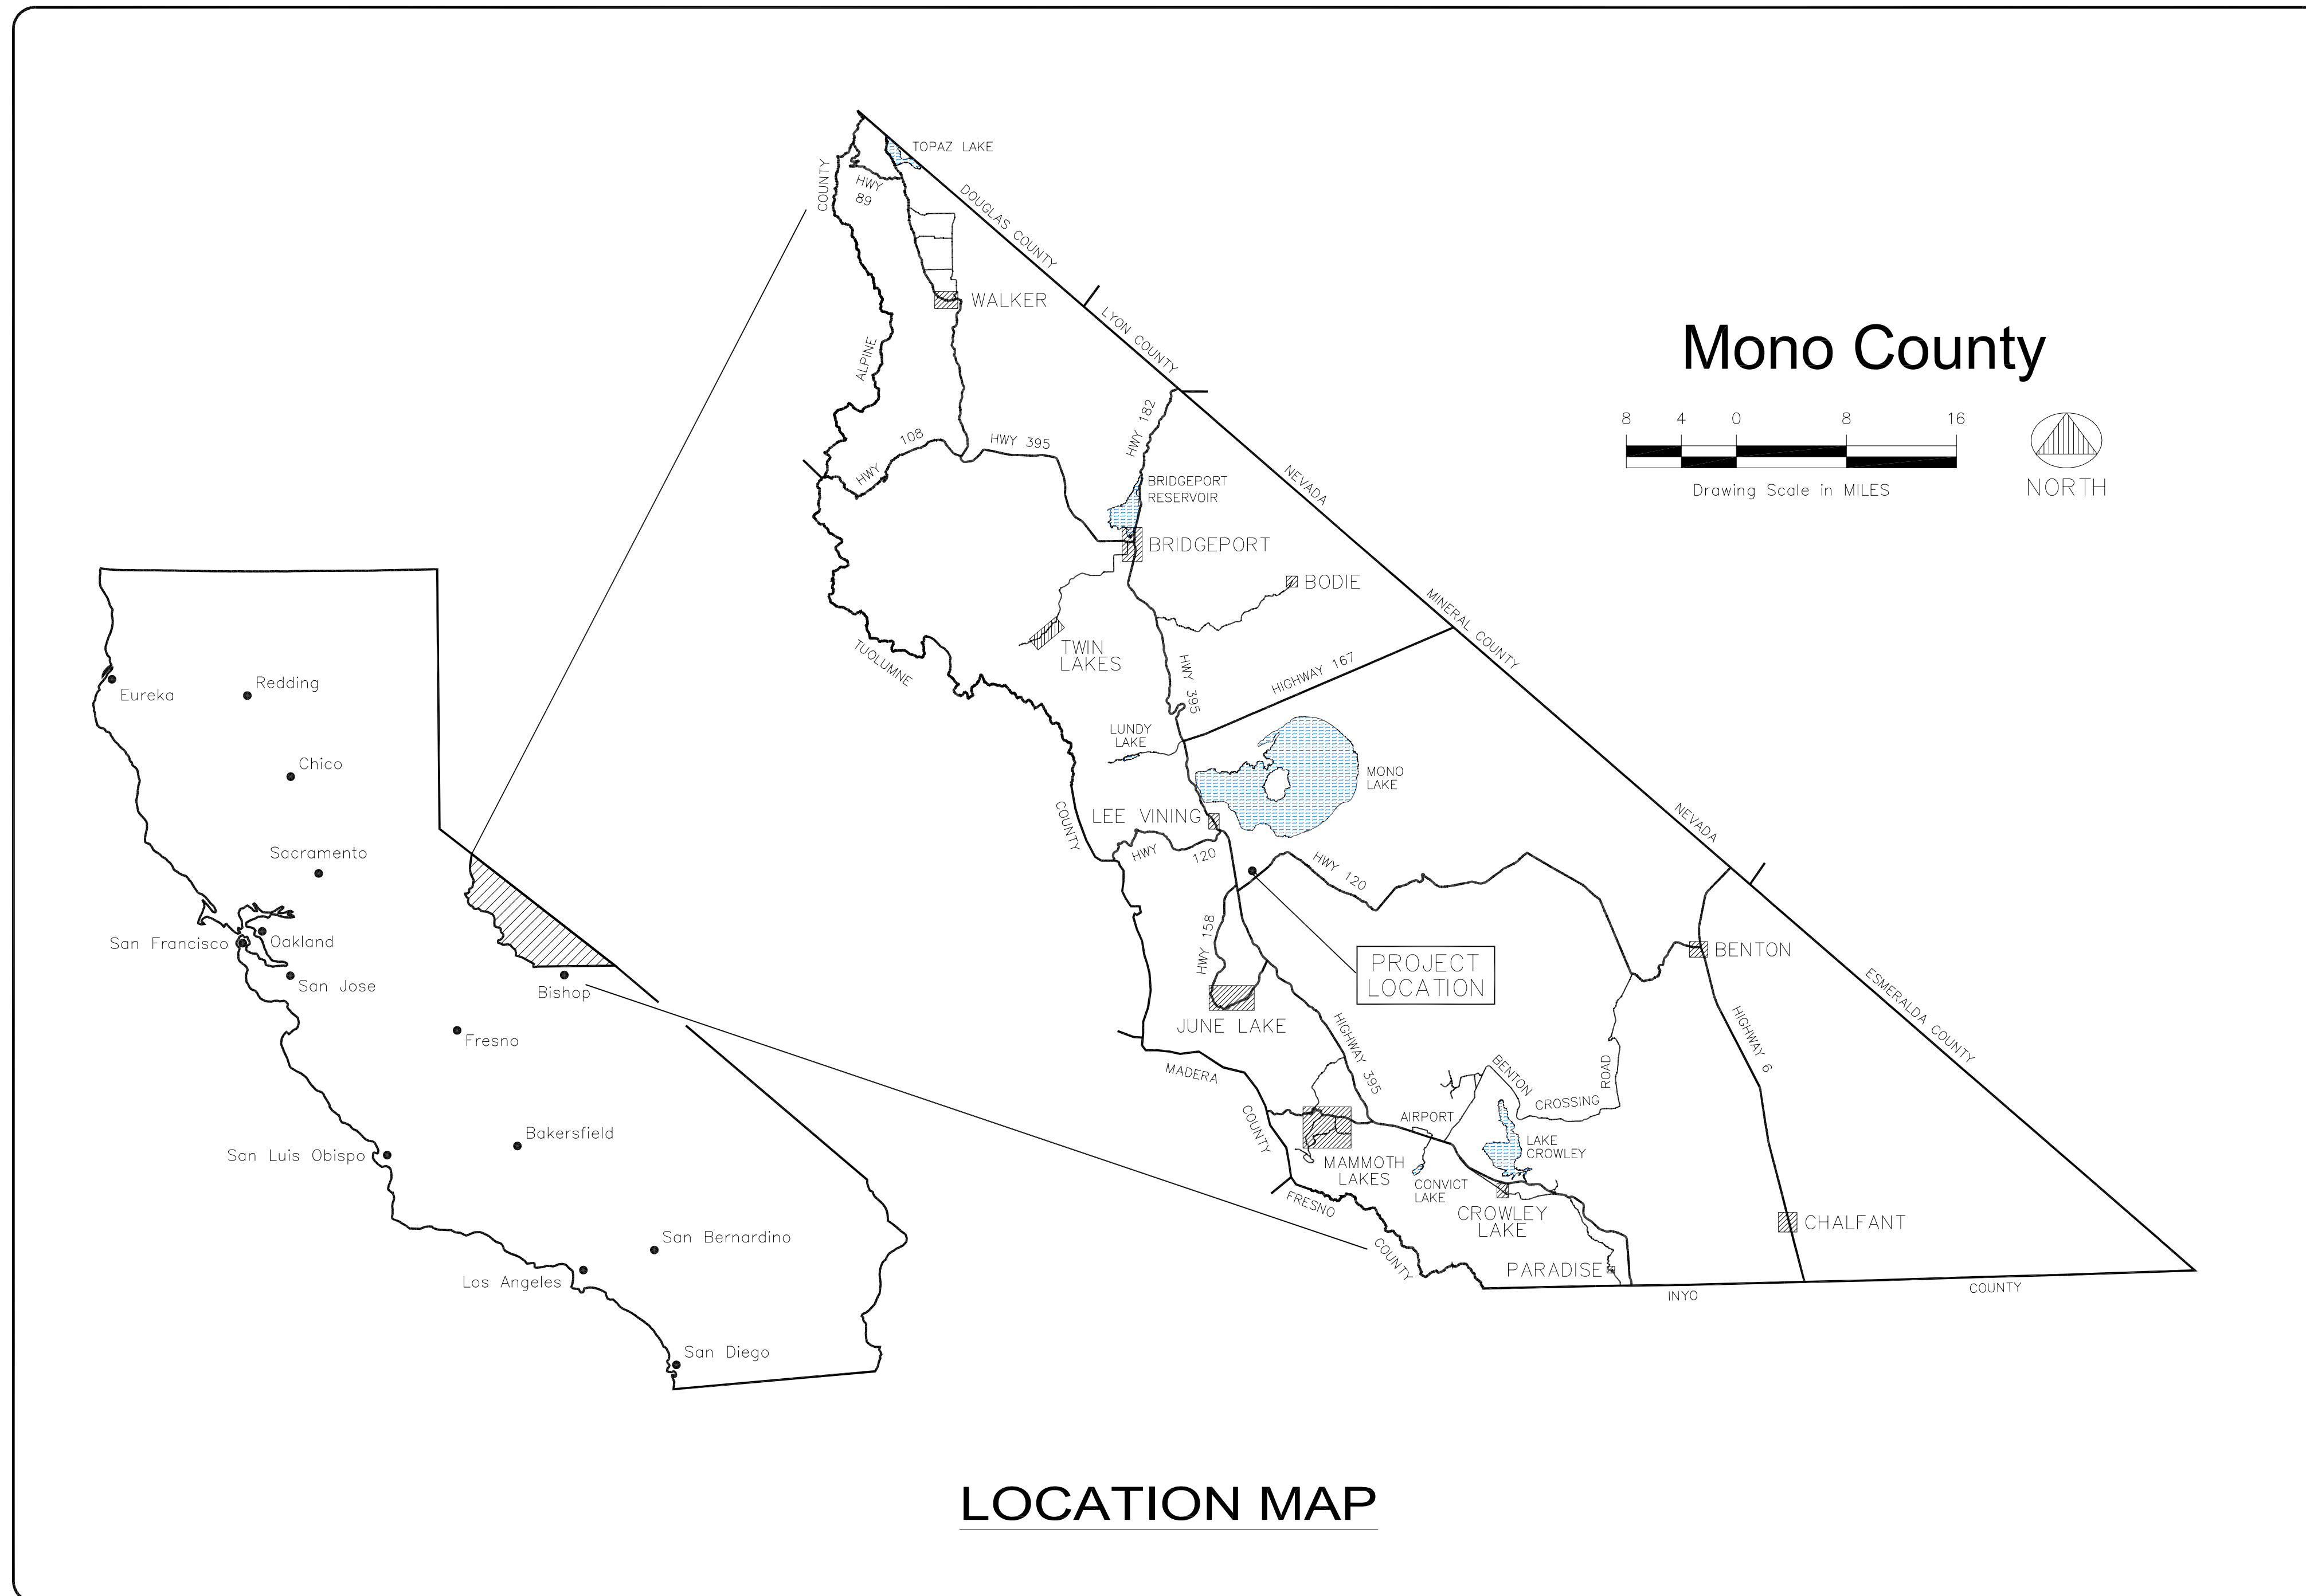 TOPAZ LAKE
COUNTY
HWY
89
DOUGLAS COUNTY
WALKER
LYON COUNTY
ALPINE
Mono County
8 4 0 8 16
Drawing Scale in MILES
NORTH
HWY 182
HWY 108
HWY 395
NEVADA
BRIDGEPORT
RESERVOIR
BRIDGEPORT
BODIE
MINERAL COUNTY
TWIN
LAKES
TUOLUMNE
HWY 395
HIGHWAY 167
LUNDY
LAKE
MONO
LAKE
COUNTY
LEE VINING
HWY 120
HWY 120
NEVADA
HWY 158
PROJECT
LOCATION
BENTON
ESMERALDA COUNTY
JUNE LAKE
HIGHWAY 395
HIGHWAY 6
MADERA
COUNTY
BENTON
CROSSING
ROAD
AIRPORT
LAKE
CROWLEY
MAMMOTH
LAKES
CONVICT
LAKE
FRESNO
COUNTY
CROWLEY
LAKE
CHALFANT
PARADISE
INYO
COUNTY
Eureka
Redding
Chico
Sacramento
San Francisco
Oakland
San Jose
Bishop
Fresno
Bakersfield
San Luis Obispo
San Bernardino
Los Angeles
San Diego
LOCATION MAP